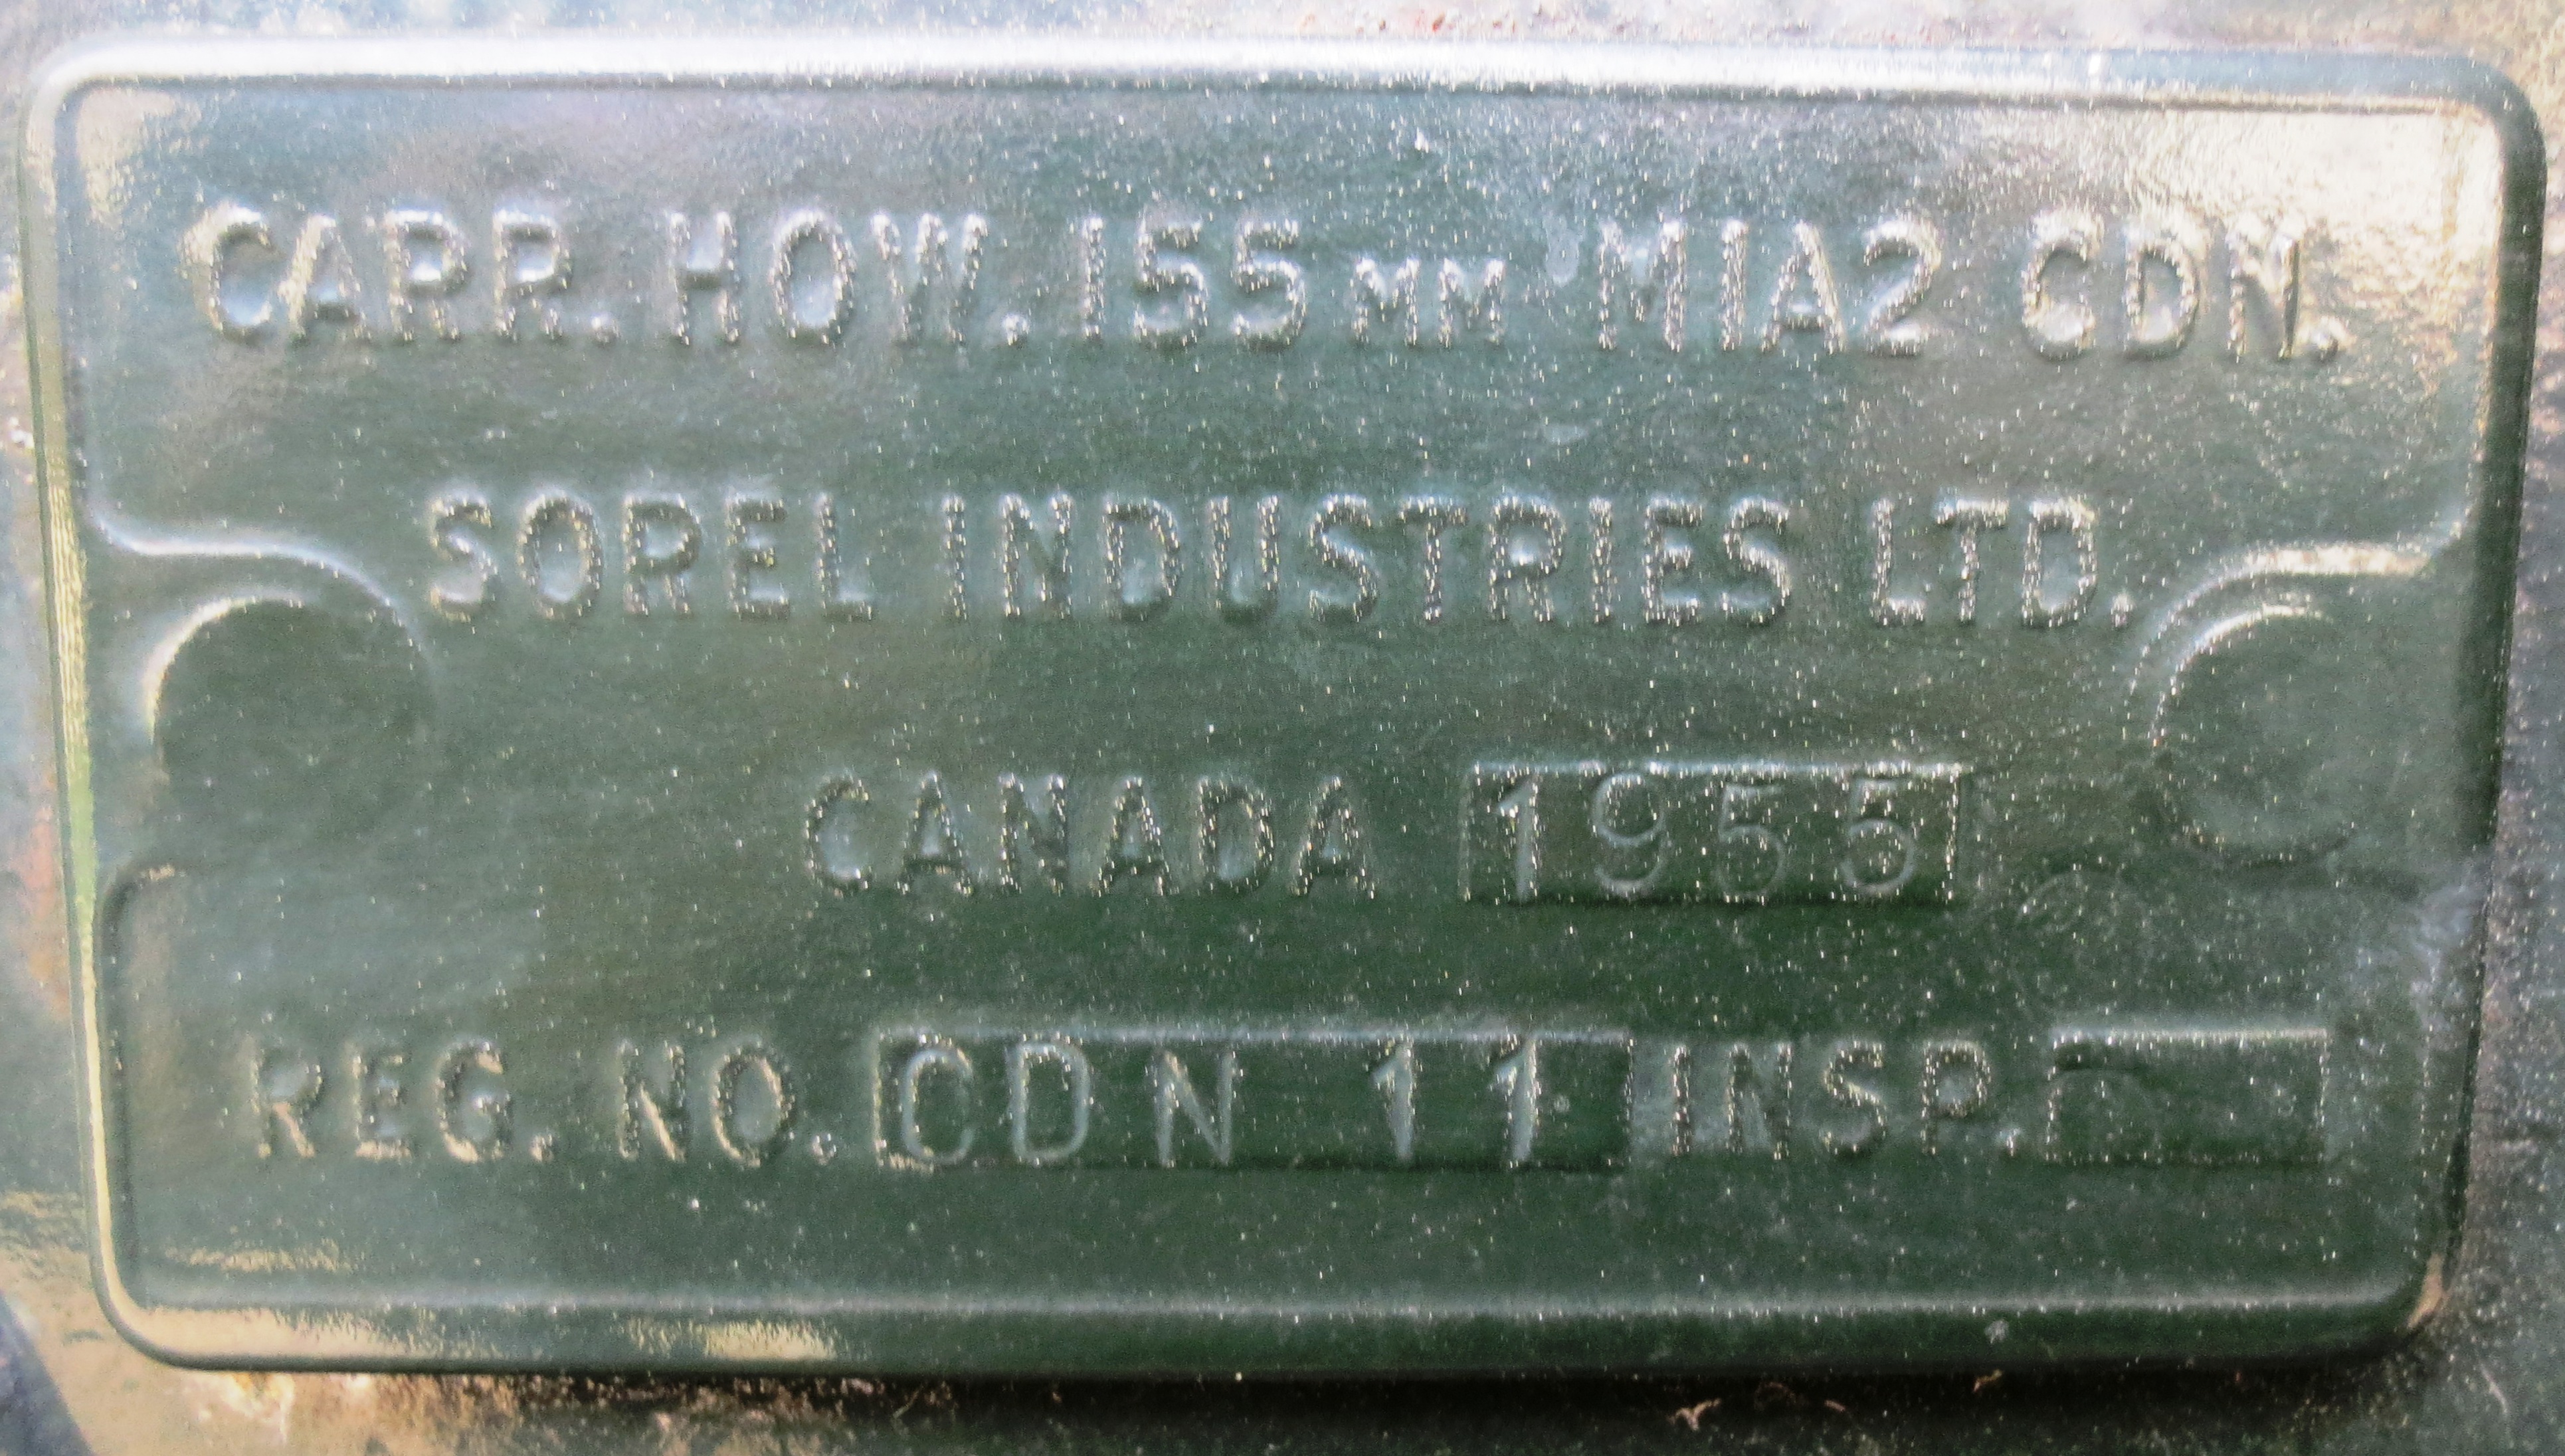 CARR. HOW. 155 MM M1A2 CDN.
SOREL INDUSTRIES LTD.
CANADA 1955
REG. NO. CDN 11 INSP.